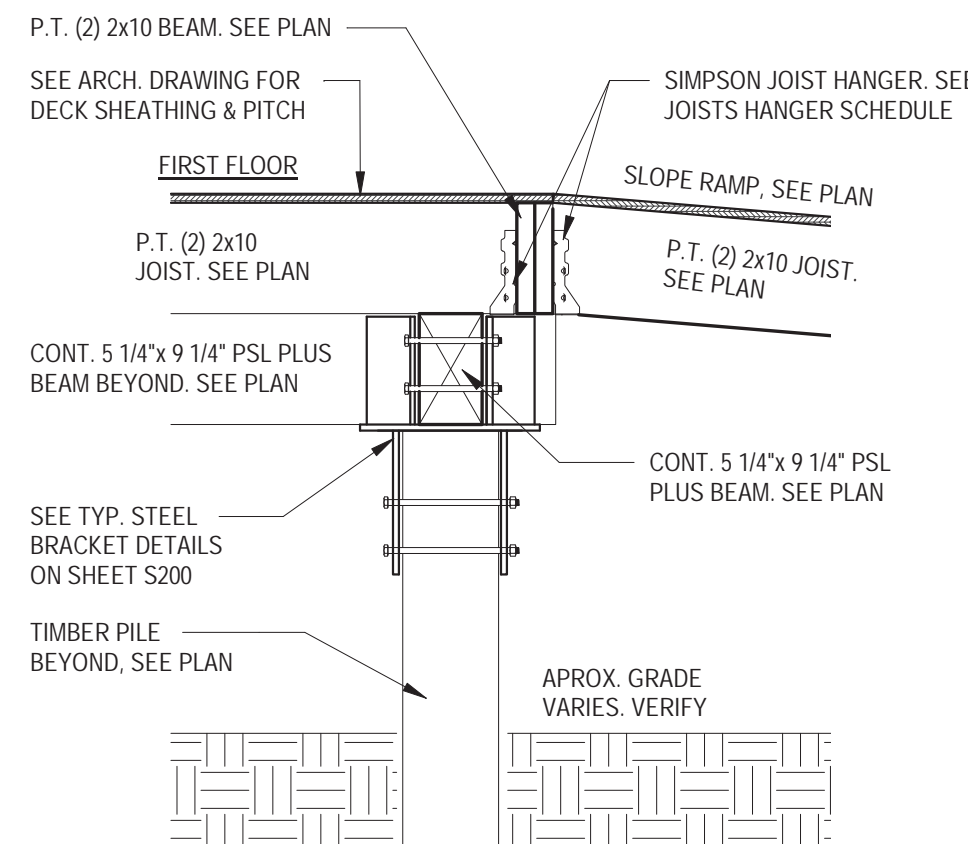 P.T. (2) 2x10 BEAM. SEE PLAN
SEE ARCH. DRAWING FOR
DECK SHEATHING & PITCH
SIMPSON JOIST HANGER. SEE
JOISTS HANGER SCHEDULE
FIRST FLOOR
SLOPE RAMP, SEE PLAN
P.T. (2) 2x10
JOIST. SEE PLAN
P.T. (2) 2x10 JOIST.
SEE PLAN
CONT. 5 1/4"x 9 1/4" PSL PLUS
BEAM BEYOND. SEE PLAN
CONT. 5 1/4"x 9 1/4" PSL
PLUS BEAM. SEE PLAN
SEE TYP. STEEL
BRACKET DETAILS
ON SHEET S200
TIMBER PILE
BEYOND, SEE PLAN
APROX. GRADE
VARIES. VERIFY